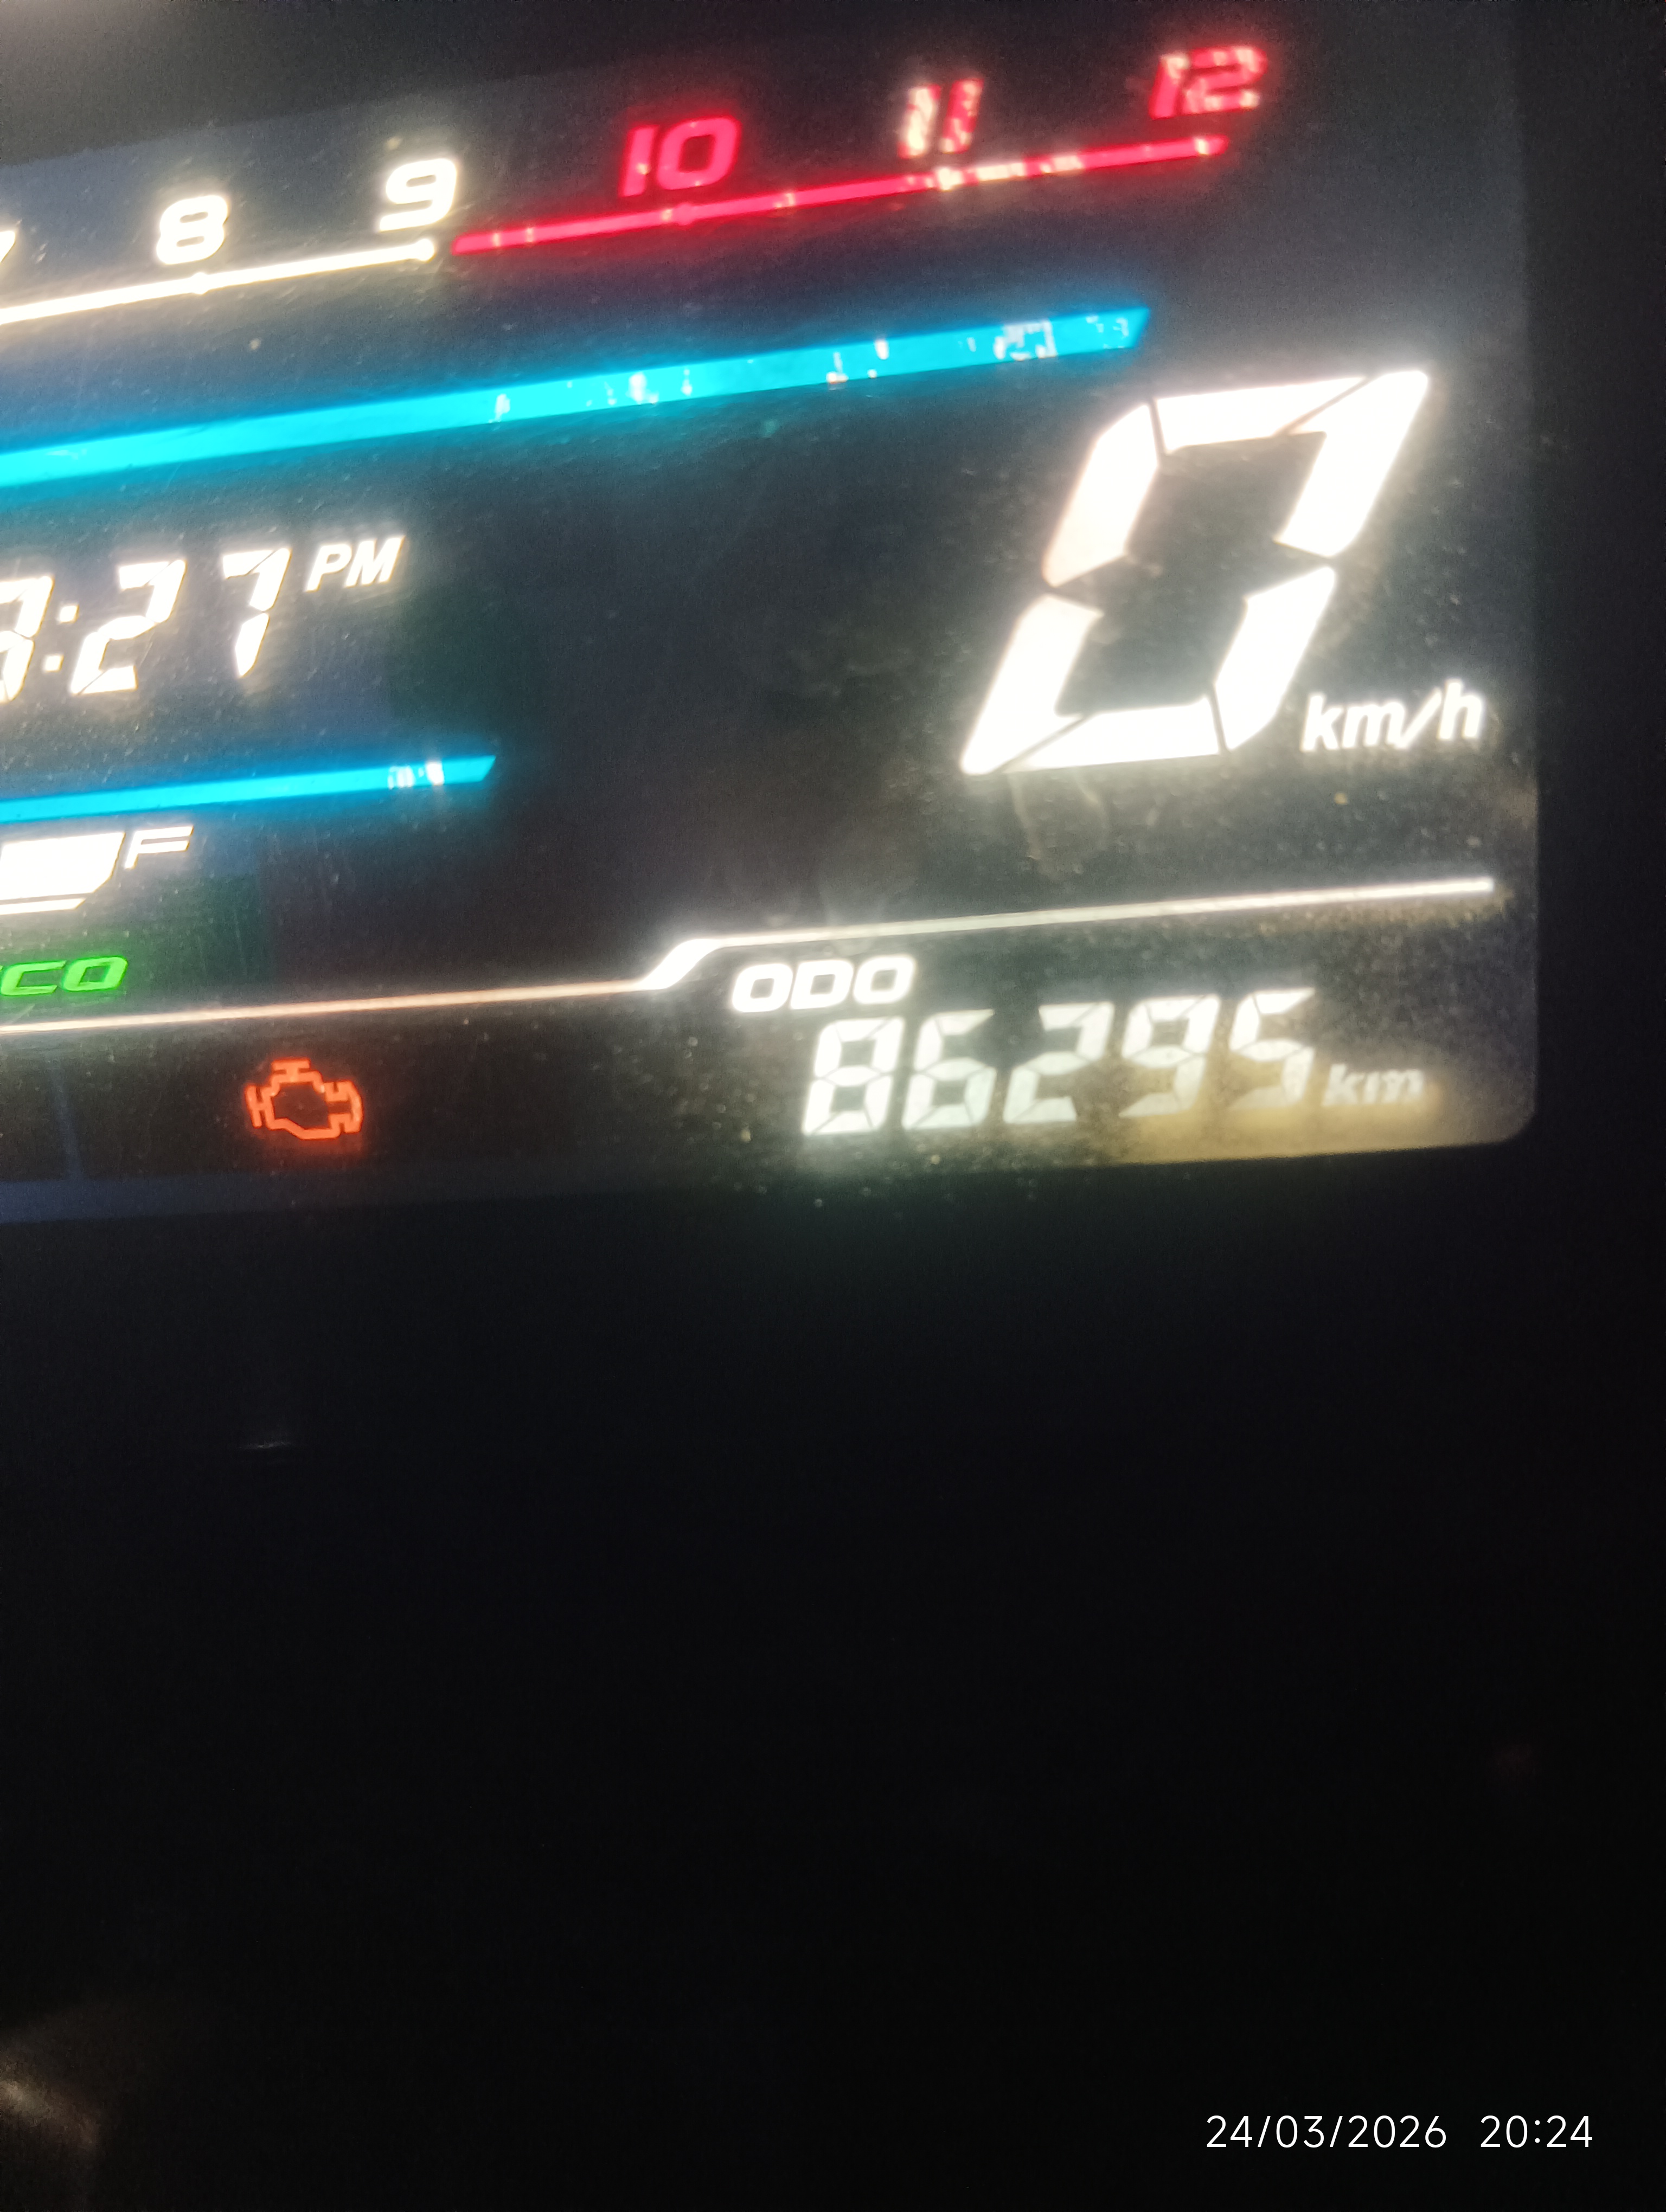 8 9 10 11 12
:27 PM
0 km/h
F
ODO
86295 km
24/03/2026 20:24